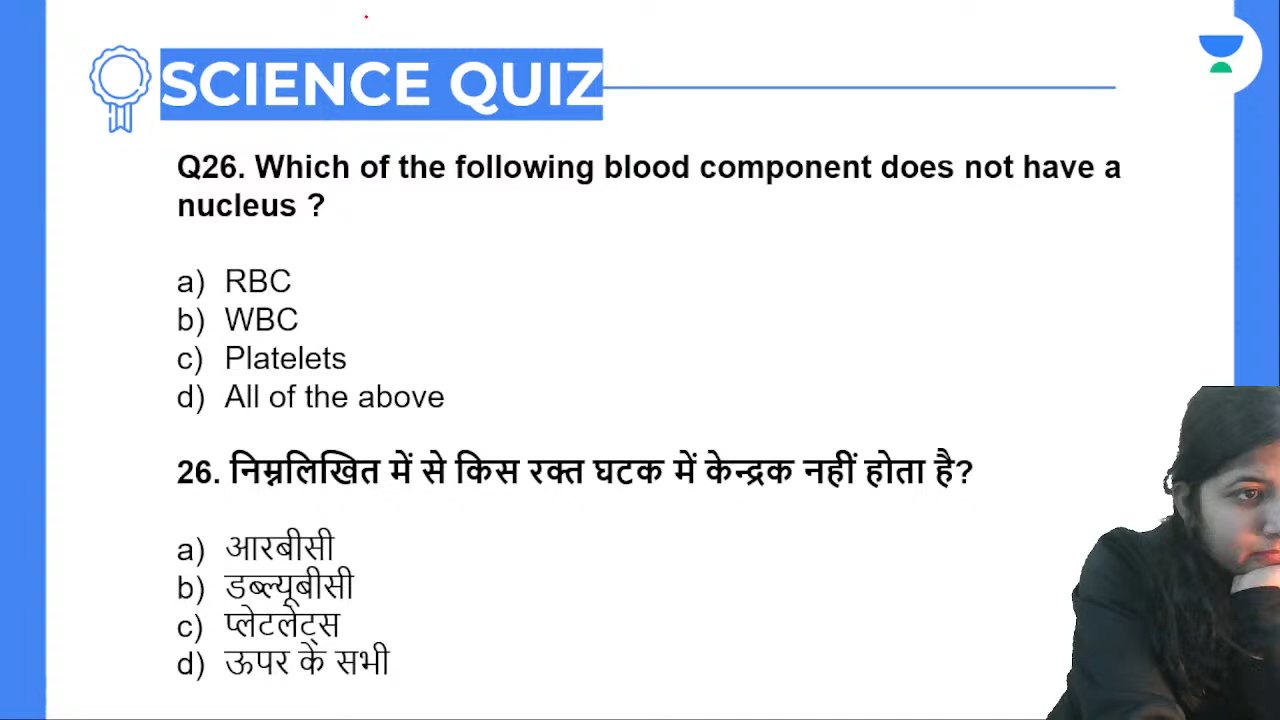 SCIENCE QUIZ
Q26. Which of the following blood component does not have a
nucleus ?
a) RBC
b) WBC
c) Platelets
d) All of the above
26. निम्नलिखित में से किस रक्त घटक में केन्द्रक नहीं होता है?
a) आरबीसी
b) डब्ल्यूबीसी
c) प्लेटलेट्स
d) ऊपर के सभी